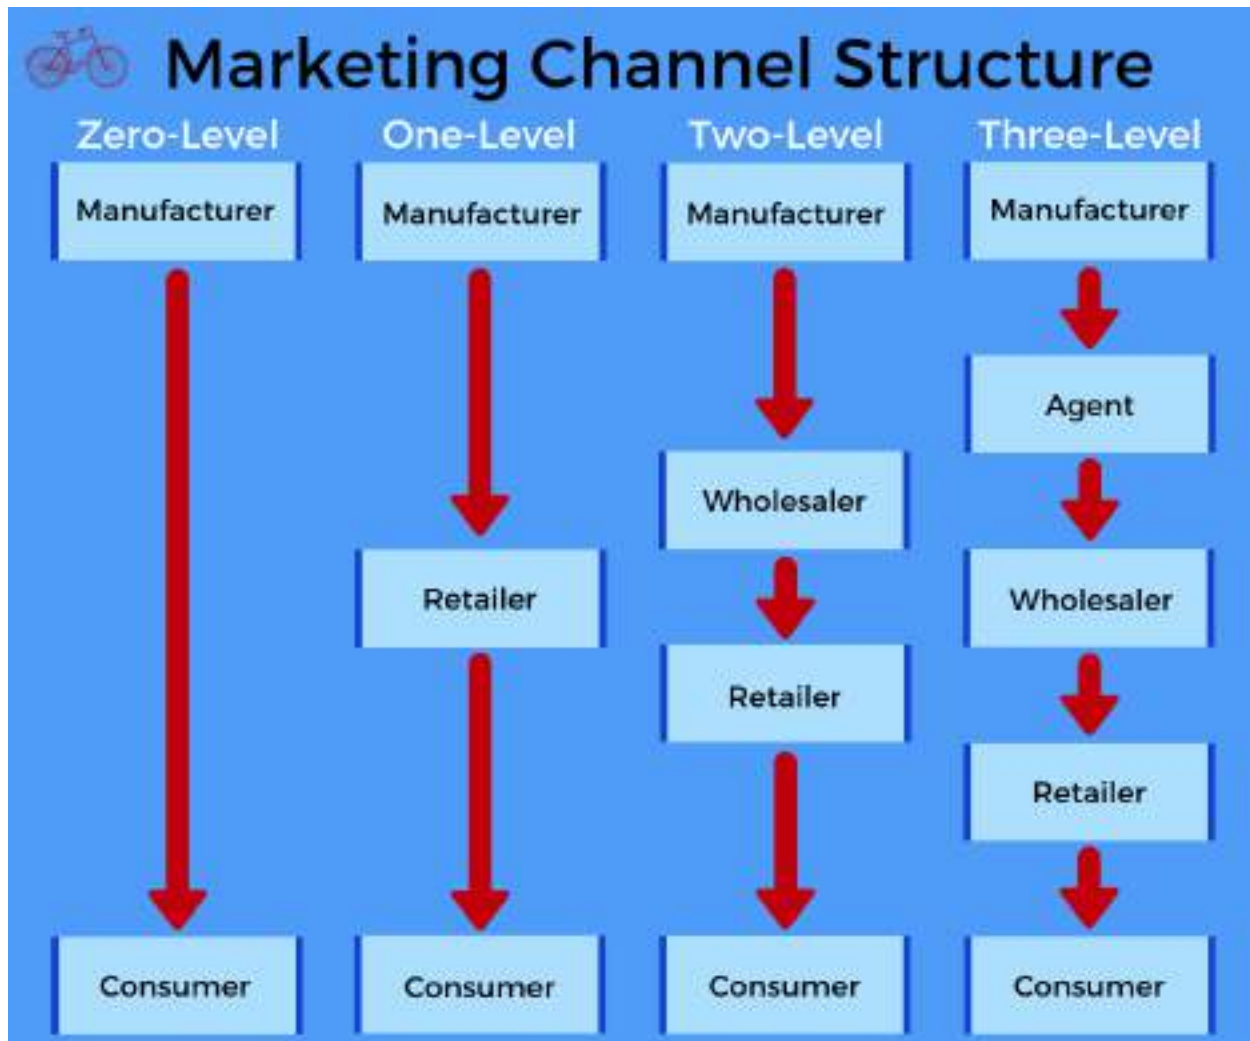 Marketing Channel Structure
Zero-Level
One-Level
Two-Level
Three-Level
Manufacturer
Manufacturer
Manufacturer
Manufacturer
Agent
Wholesaler
Retailer
Wholesaler
Retailer
Retailer
Consumer
Consumer
Consumer
Consumer